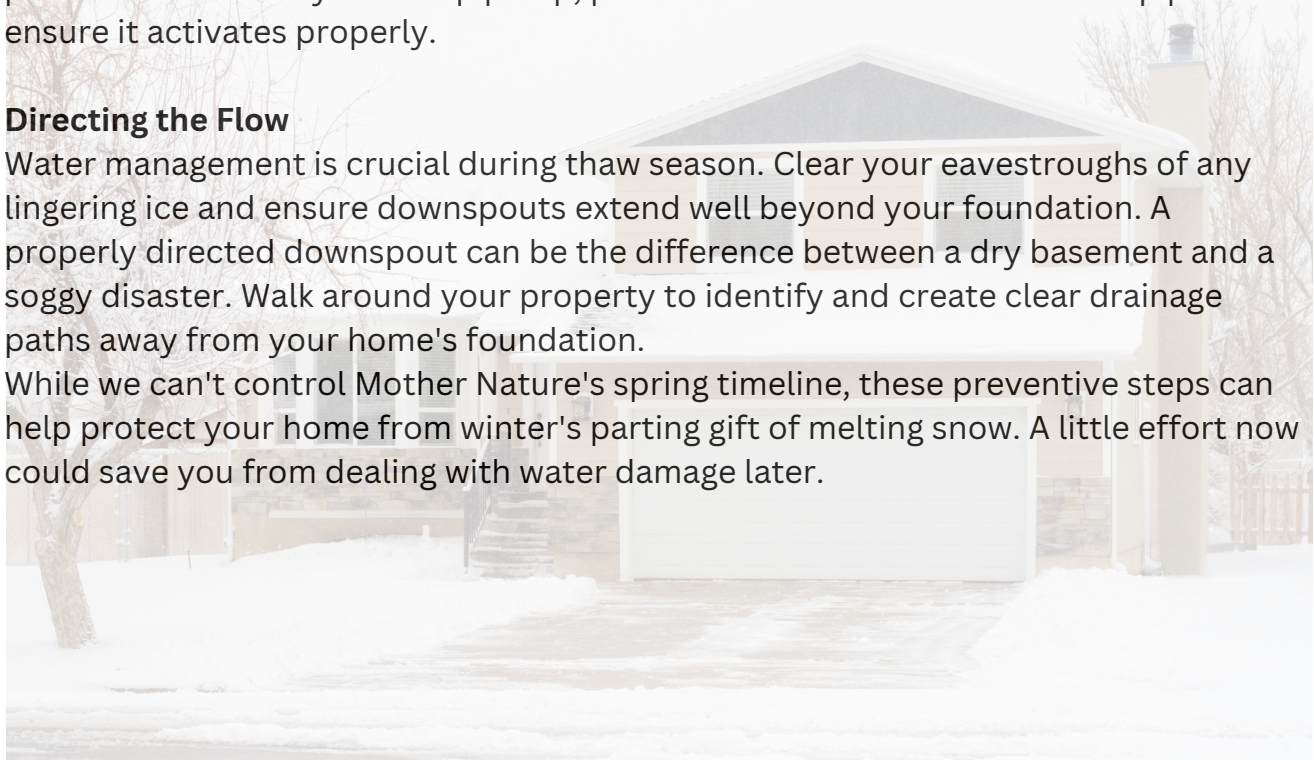 ensure it activates properly.
Directing the Flow
Water management is crucial during thaw season. Clear your eavestroughs of any
lingering ice and ensure downspouts extend well beyond your foundation. A
properly directed downspout can be the difference between a dry basement and a
soggy disaster. Walk around your property to identify and create clear drainage
paths away from your home's foundation.
While we can't control Mother Nature's spring timeline, these preventive steps can
help protect your home from winter's parting gift of melting snow. A little effort now
could save you from dealing with water damage later.